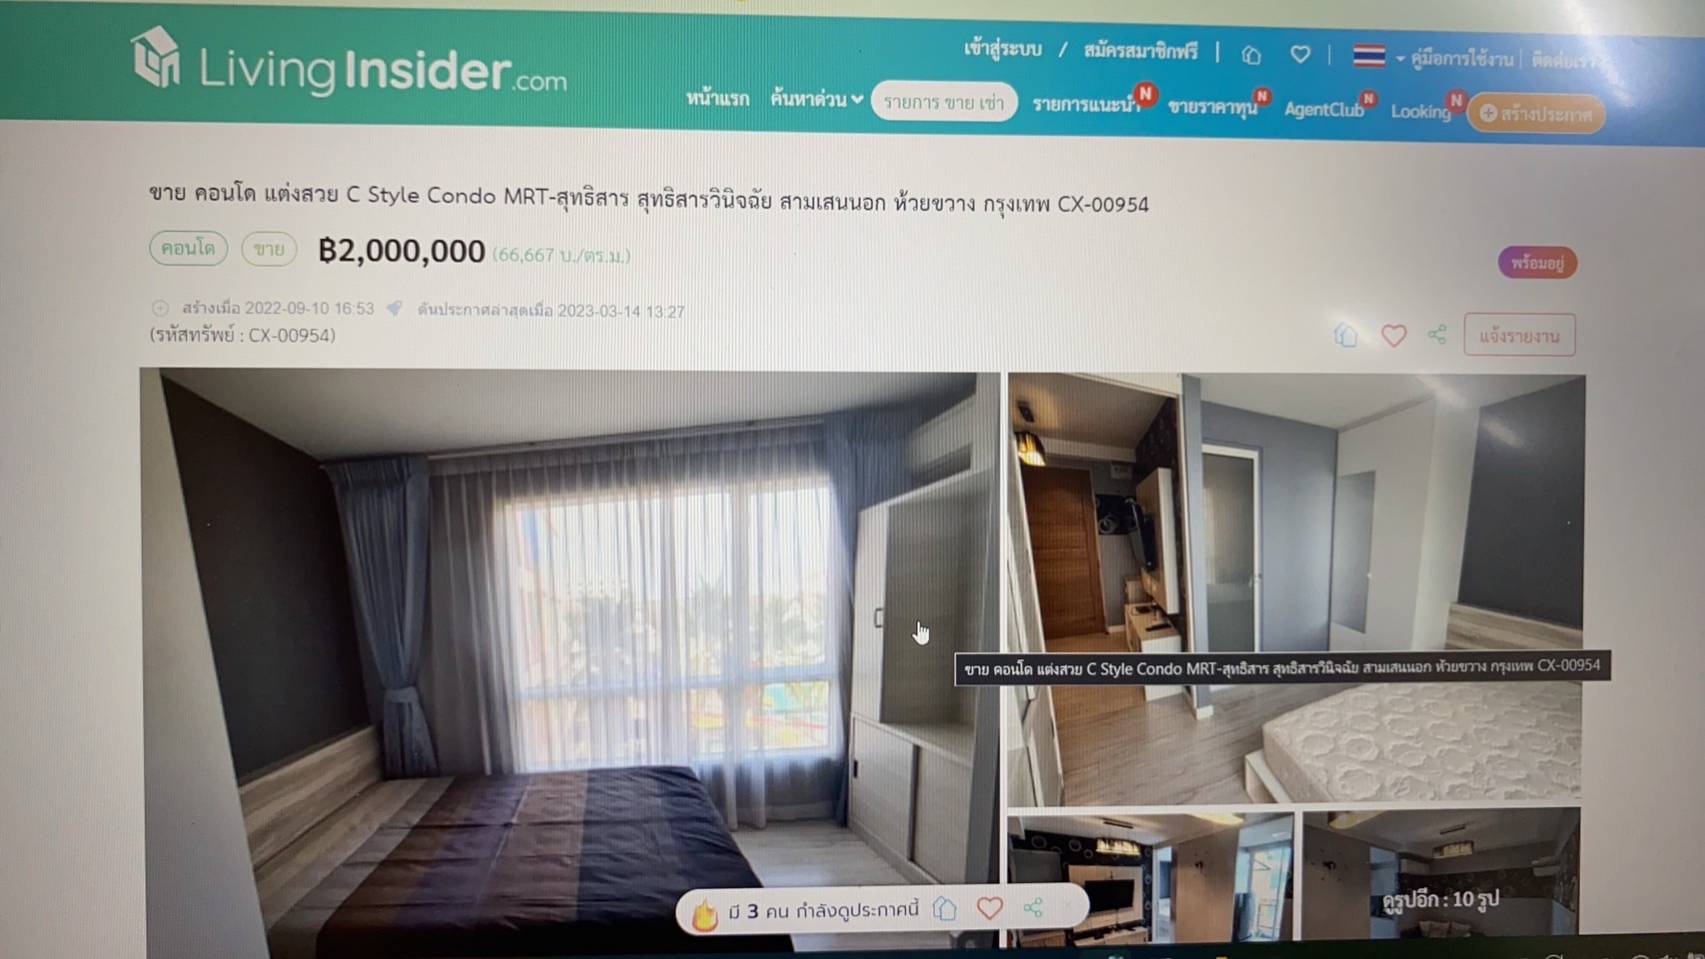 LivingInsider.com
เข้าสู่ระบบ / สมัครสมาชิกฟรี | | คู่มือการใช้งาน |
หน้าแรก ค้นหาด่วน รายการ ขาย เช่า รายการแนะนำ N ขายราคาทุน N AgentClub N Looking N + สร้างประกาศ
ขาย คอนโด แต่งสวย C Style Condo MRT-สุทธิสาร สุทธิสารวินิจฉัย สามเสนนอก ห้วยขวาง กรุงเทพ CX-00954
คอนโด ขาย ฿2,000,000 (66,667 บ./ตร.ม.)
พร้อมอยู่
สร้างเมื่อ 2022-09-10 16:53 ดันประกาศล่าสุดเมื่อ 2023-03-14 13:27
(รหัสทรัพย์ : CX-00954)
แจ้งรายงาน
ขาย คอนโด แต่งสวย C Style Condo MRT-สุทธิสาร สุทธิสารวินิจฉัย สามเสนนอก ห้วยขวาง กรุงเทพ CX-00954
มี 3 คน กำลังดูประกาศนี้
ดูรูปอีก : 10 รูป